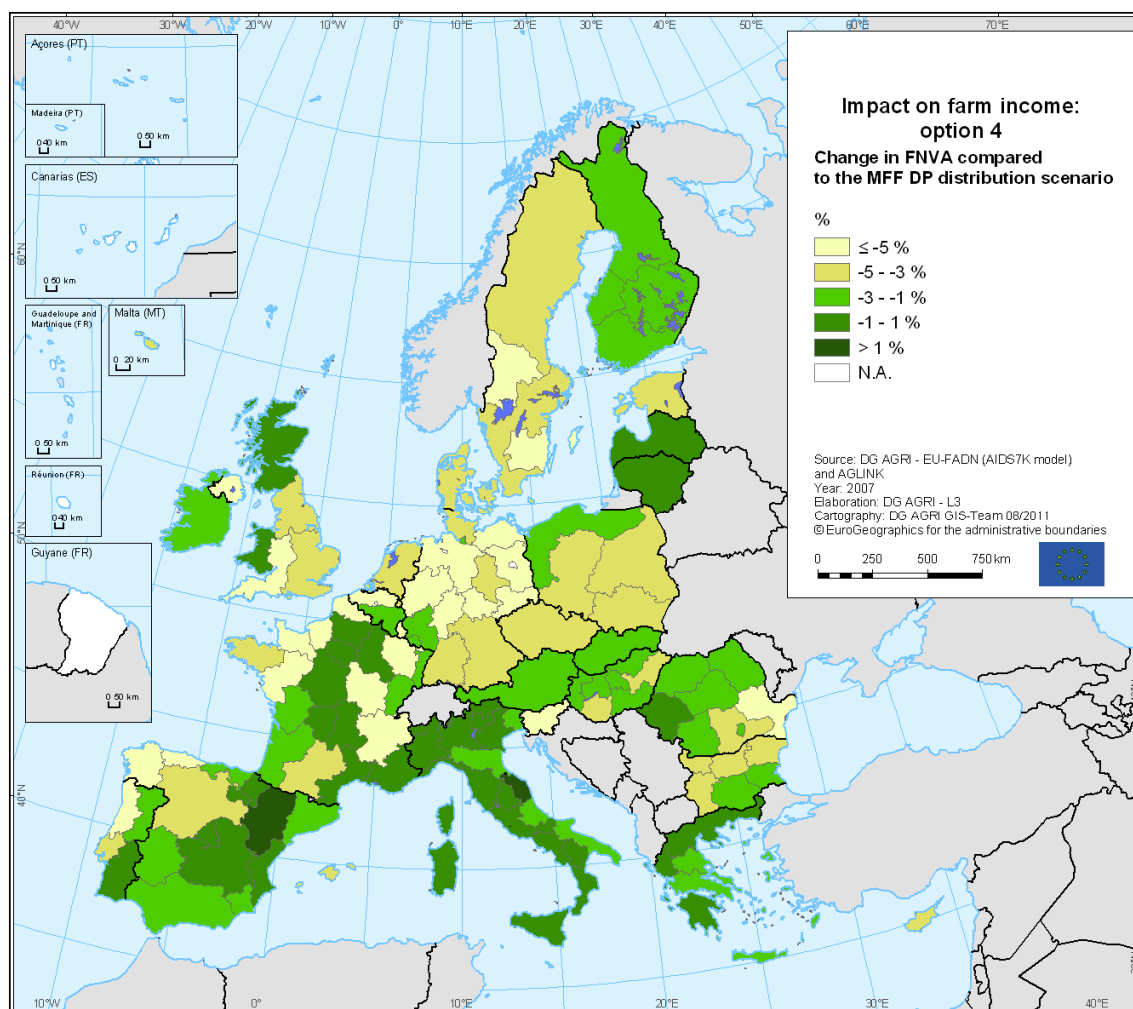 40°W
30°W
20°W
10°W
0°
10°E
20°E
30°E
40°E
50°E
60°E
70°E
Açores (PT)
Madeira (PT)
0 40 km
0 50 km
Canarias (ES)
0 50 km
Guadeloupe and
Martinique (FR)
0 50 km
Malta (MT)
0 20 km
Réunion (FR)
0 40 km
Guyane (FR)
0 50 km
60°N
50°N
40°N
Impact on farm income:
option 4
Change in FNVA compared
to the MFF DP distribution scenario
%
≤ -5 %
-5 - -3 %
-3 - -1 %
-1 - 1 %
> 1 %
N.A.
Source: DG AGRI - EU-FADN (AIDS7K model)
and AGLINK
Year: 2007
Elaboration: DG AGRI - L3
Cartography: DG AGRI GIS-Team 08/2011
© EuroGeographics for the administrative boundaries
0 250 500 750 km
10°W
0°
10°E
20°E
30°E
40°E